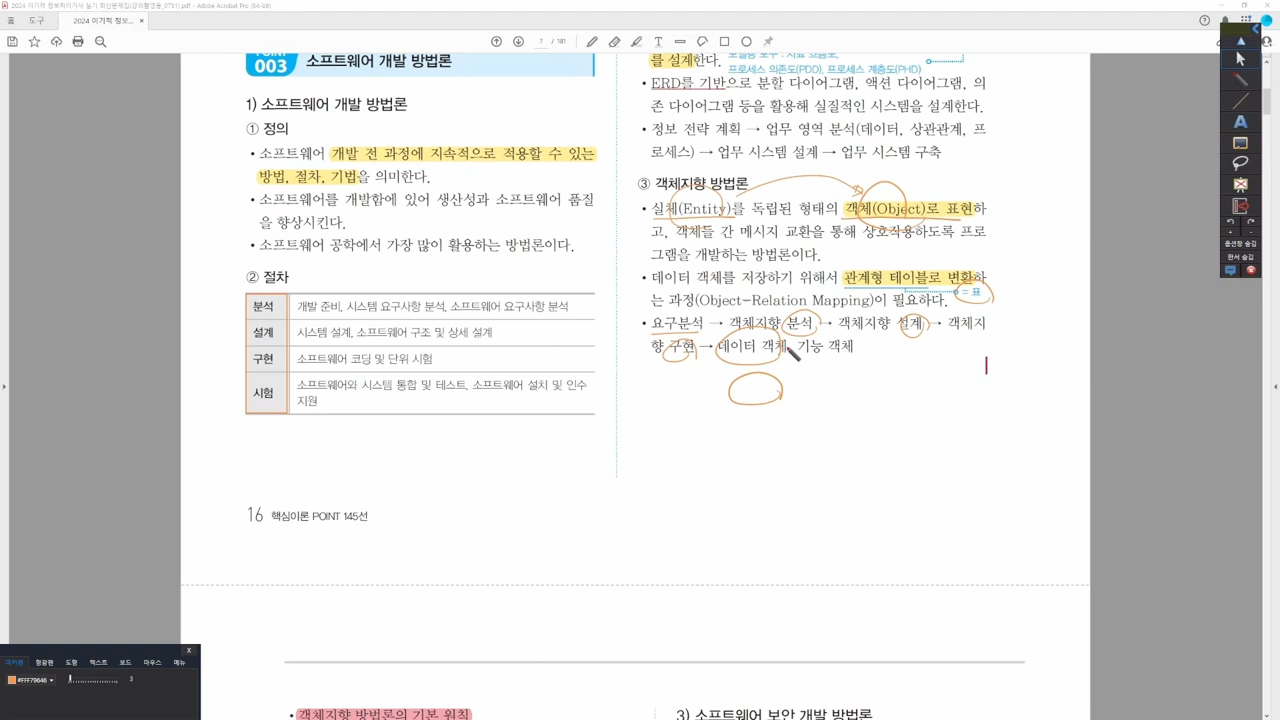 2024 이기적 정보처리기사 실기 최신문제집(강의촬영용_0731).pdf - Adobe Acrobat Pro (64-bit)
홈 도구 2024 이기적 정보... ×
181
POINT 003 소프트웨어 개발 방법론
1) 소프트웨어 개발 방법론
① 정의
• 소프트웨어 개발 전 과정에 지속적으로 적용할 수 있는
방법, 절차, 기법을 의미한다.
• 소프트웨어를 개발함에 있어 생산성과 소프트웨어 품질
을 향상시킨다.
• 소프트웨어 공학에서 가장 많이 활용하는 방법론이다.
② 절차
분석 개발 준비, 시스템 요구사항 분석, 소프트웨어 요구사항 분석
설계 시스템 설계, 소프트웨어 구조 및 상세 설계
구현 소프트웨어 코딩 및 단위 시험
시험 소프트웨어와 시스템 통합 및 테스트, 소프트웨어 설치 및 인수
지원
16 핵심이론 POINT 145선
를 설계한다.
프로세스 의존도(PDD), 프로세스 계층도(PHD)
• ERD를 기반으로 분할 다이어그램, 액션 다이어그램, 의
존 다이어그램 등을 활용해 실질적인 시스템을 설계한다.
• 정보 전략 계획 → 업무 영역 분석(데이터, 상관관계, 프
로세스) → 업무 시스템 설계 → 업무 시스템 구축
③ 객체지향 방법론
• 실체(Entity)를 독립된 형태의 객체(Object)로 표현하
고, 객체들 간 메시지 교환을 통해 상호작용하도록 프로
그램을 개발하는 방법론이다.
• 데이터 객체를 저장하기 위해서 관계형 테이블로 변환하
= 표
는 과정(Object-Relation Mapping)이 필요하다.
• 요구분석 → 객체지향 분석 → 객체지향 설계 → 객체지
향 구현 → 데이터 객체, 기능 객체
• 객체지향 방법론의 기본 원칙
3) 소프트웨어 보안 개발 방법론
옵션창 숨김
판서 숨김
x
미키펜 형광펜 도형 텍스트 보드 마우스 메뉴
#FFF79646 3